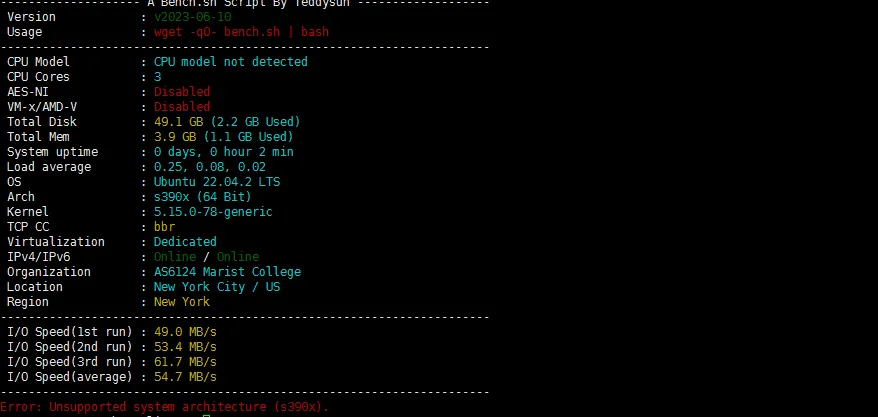 -------------------- A Bench.sh Script By Teddysun -------------------
 Version            : v2023-06-10
 Usage              : wget -qO- bench.sh | bash
----------------------------------------------------------------------
 CPU Model          : CPU model not detected
 CPU Cores          : 3
 AES-NI             : Disabled
 VM-x/AMD-V         : Disabled
 Total Disk         : 49.1 GB (2.2 GB Used)
 Total Mem          : 3.9 GB (1.1 GB Used)
 System uptime      : 0 days, 0 hour 2 min
 Load average       : 0.25, 0.08, 0.02
 OS                 : Ubuntu 22.04.2 LTS
 Arch               : s390x (64 Bit)
 Kernel             : 5.15.0-78-generic
 TCP CC             : bbr
 Virtualization     : Dedicated
 IPv4/IPv6          : Online / Online
 Organization       : AS6124 Marist College
 Location           : New York City / US
 Region             : New York
----------------------------------------------------------------------
 I/O Speed(1st run) : 49.0 MB/s
 I/O Speed(2nd run) : 53.4 MB/s
 I/O Speed(3rd run) : 61.7 MB/s
 I/O Speed(average) : 54.7 MB/s
----------------------------------------------------------------------
Error: Unsupported system architecture (s390x).